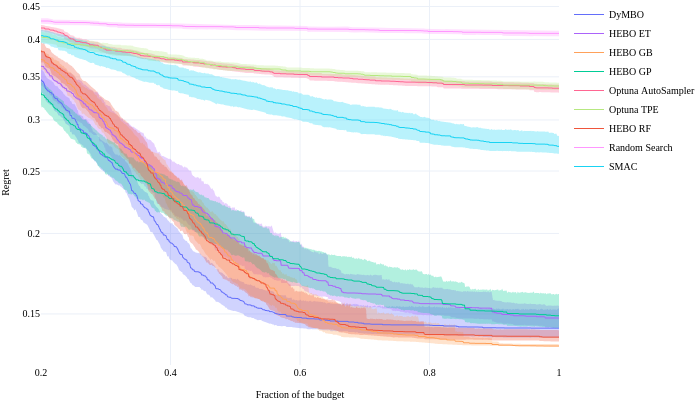 0.45
0.4
0.35
0.3
0.25
0.2
0.15
Regret
0.2 0.4 0.6 0.8 1
Fraction of the budget
DyMBO
HEBO ET
HEBO GB
HEBO GP
Optuna AutoSampler
Optuna TPE
HEBO RF
Random Search
SMAC